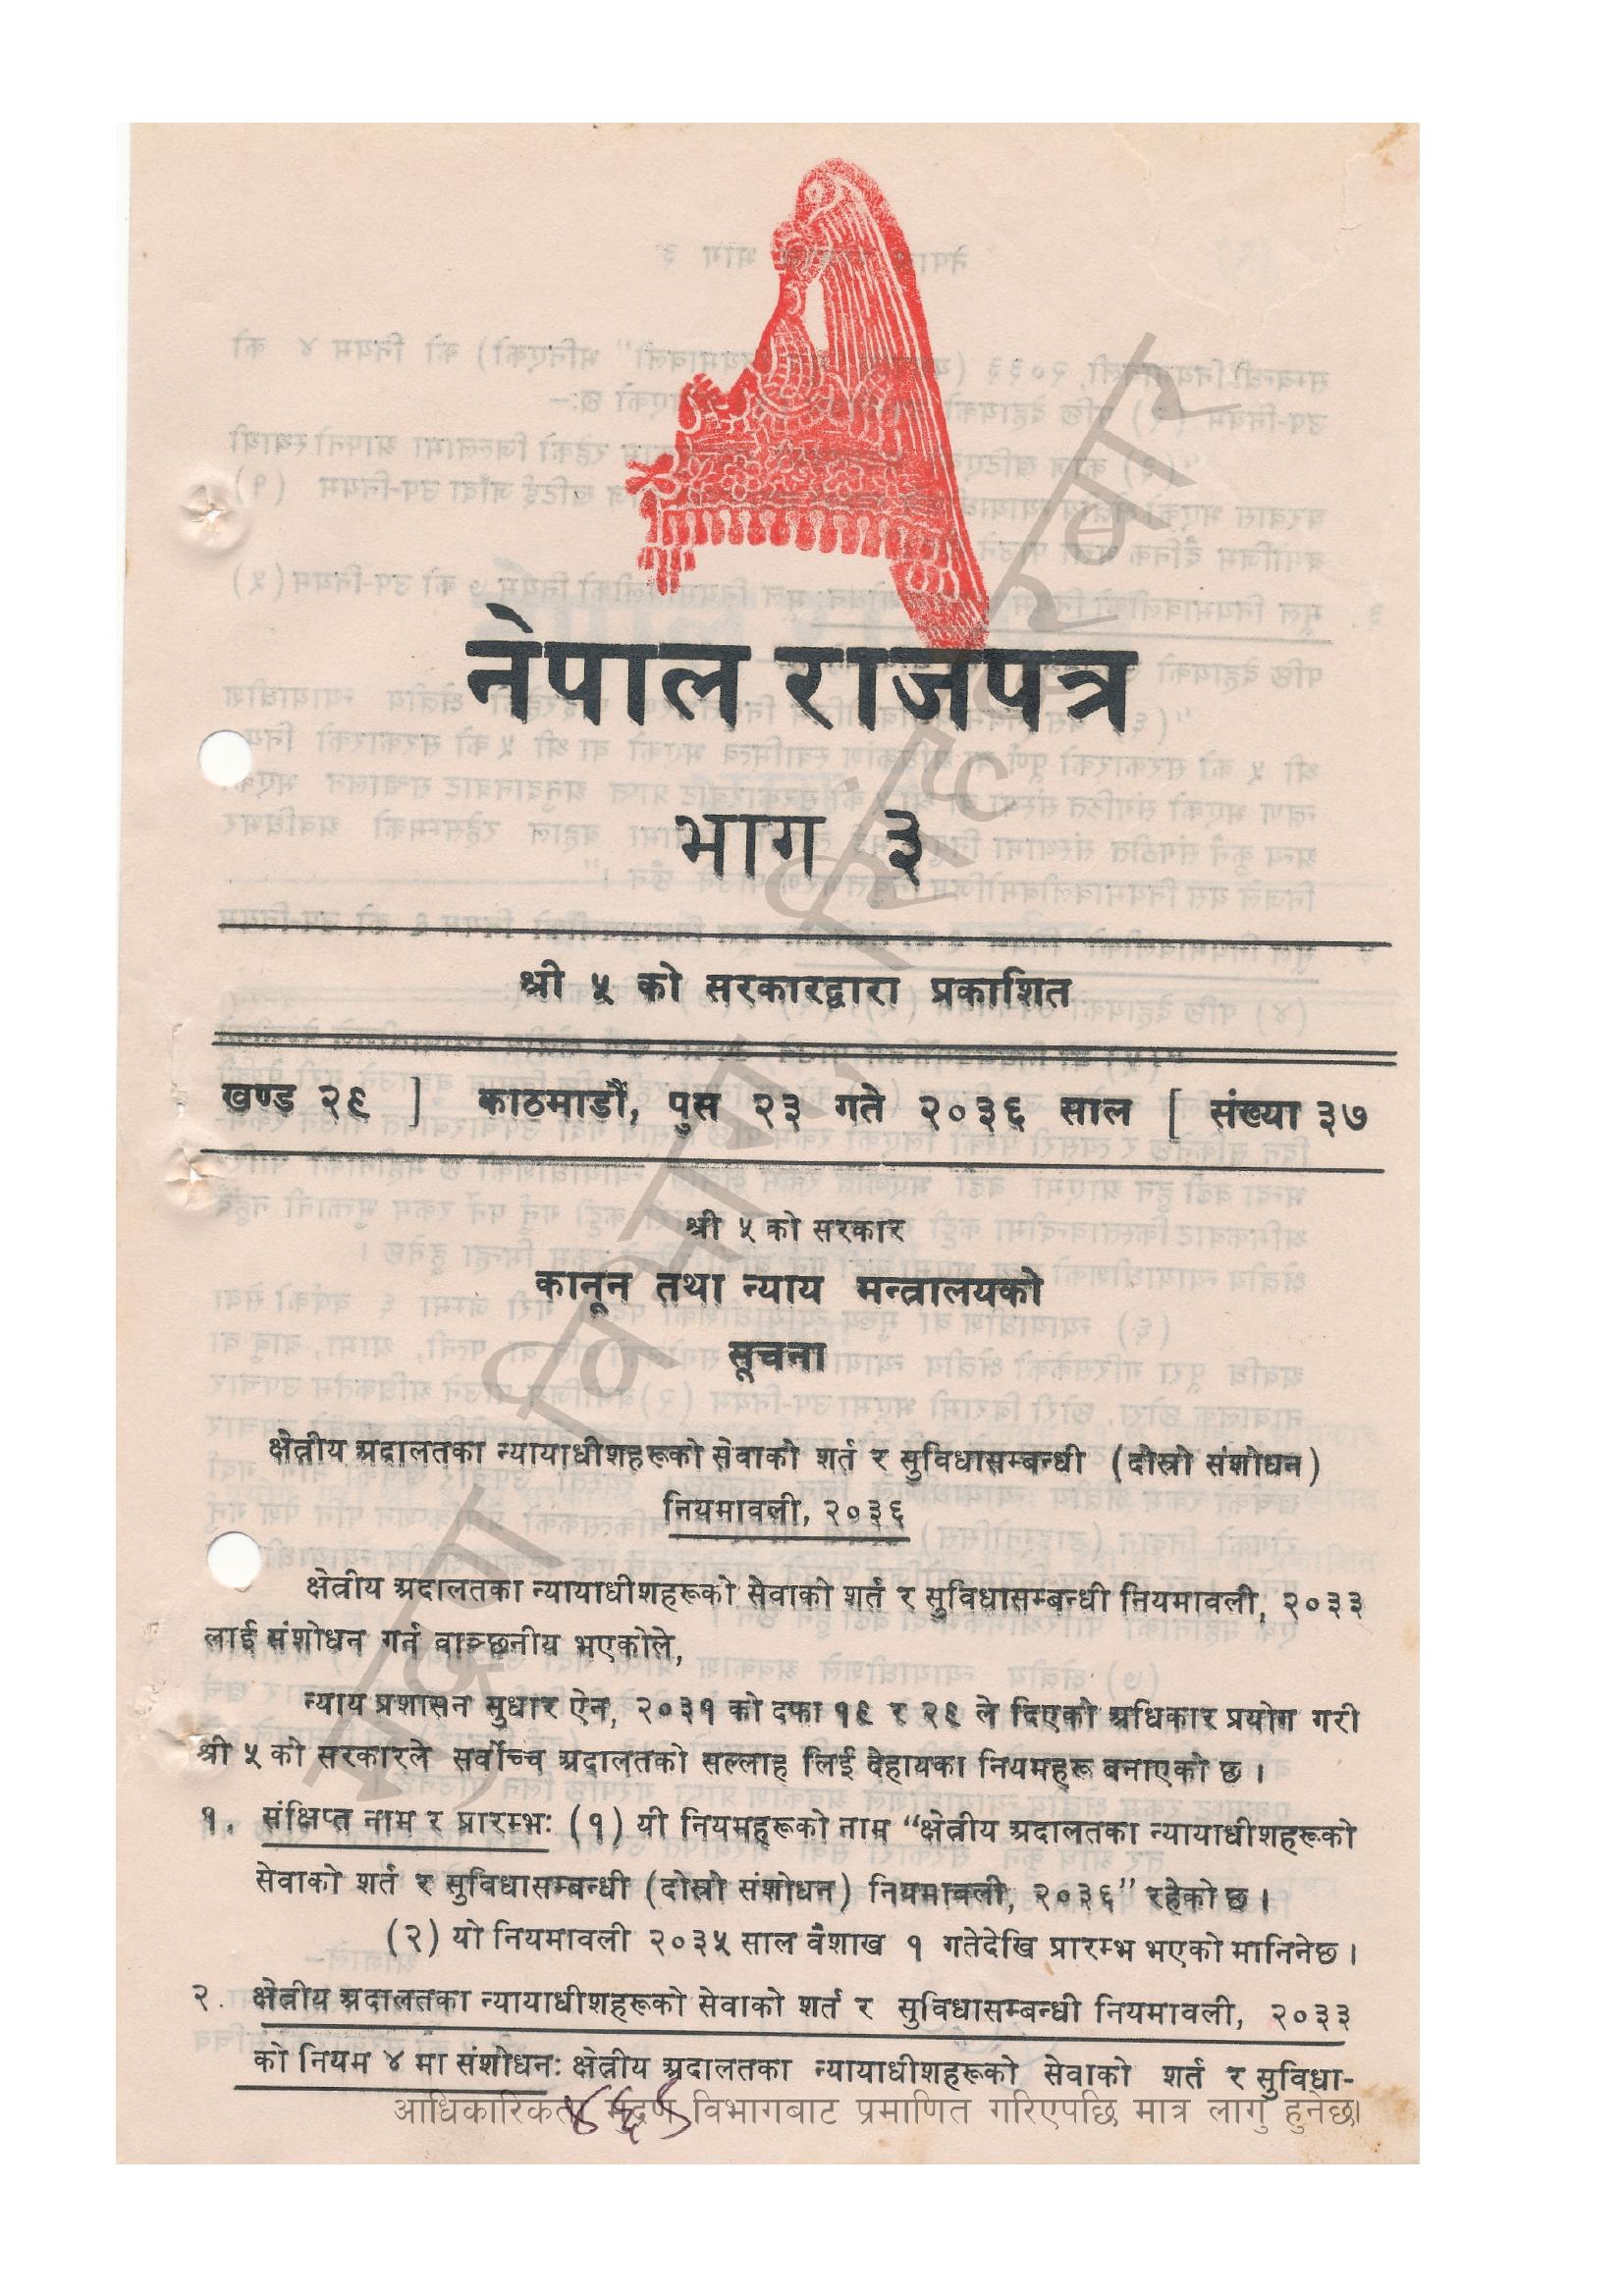 नेपाल राजपत्र
भाग ३
श्री ५ को सरकारद्वारा प्रकाशित
खण्ड २९ ] काठमाडौं, पुस २३ गते २०३६ साल [ संख्या ३७
श्री ५ को सरकार
कानून तथा न्याय मन्त्रालयको
सूचना
क्षेत्रीय अदालतका न्यायाधीशहरूको सेवाको शर्त र सुविधासम्बन्धी (दोस्रो संशोधन)
नियमावली, २०३६
क्षेत्रीय अदालतका न्यायाधीशहरूको सेवाको शर्त र सुविधासम्बन्धी नियमावली, २०३३
लाई संशोधन गर्न वाञ्छनीय भएकोले,
न्याय प्रशासन सुधार ऐन, २०३१ को दफा १९ र २९ ले दिएको अधिकार प्रयोग गरी
श्री ५ को सरकारले सर्वोच्च अदालतको सल्लाह लिई देहायका नियमहरू बनाएको छ ।
१. संक्षिप्त नाम र प्रारम्भः (१) यी नियमहरूको नाम “क्षेत्रीय अदालतका न्यायाधीशहरूको
सेवाको शर्त र सुविधासम्बन्धी (दोस्रो संशोधन) नियमावली, २०३६” रहेको छ ।
(२) यो नियमावली २०३५ साल वैशाख १ गतेदेखि प्रारम्भ भएको मानिनेछ ।
२. क्षेत्रीय अदालतका न्यायाधीशहरूको सेवाको शर्त र सुविधासम्बन्धी नियमावली, २०३३
को नियम ४ मा संशोधनः क्षेत्रीय अदालतका न्यायाधीशहरूको सेवाको शर्त र सुविधा-
आधिकारिकता मुद्रण विभागबाट प्रमाणित गरिएपछि मात्र लागु हुनेछ।
मुद्रण विभाग, सिंहदरबार